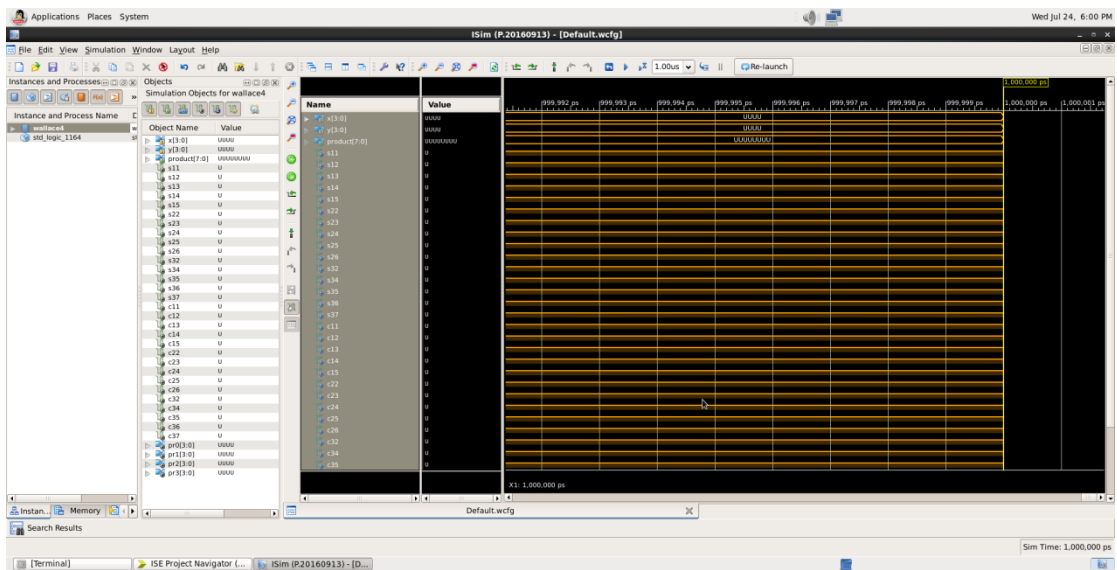 Applications Places System
Wed Jul 24, 6:00 PM
ISim (P.20160913) - [Default.wcfg]
File Edit View Simulation Window Layout Help
1.00us
Re-launch
Instances and Processes
Instance and Process Name
wallace4
std_logic_1164
Objects
Simulation Objects for wallace4
Object Name Value
x[3:0] UUUU
y[3:0] UUUU
product[7:0] UUUUUUUU
s11 U
s12 U
s13 U
s14 U
s15 U
s22 U
s23 U
s24 U
s25 U
s26 U
s32 U
s34 U
s35 U
s36 U
s37 U
c11 U
c12 U
c13 U
c14 U
c15 U
c22 U
c23 U
c24 U
c25 U
c26 U
c32 U
c34 U
c35 U
c36 U
c37 U
pr0[3:0] UUUU
pr1[3:0] UUUU
pr2[3:0] UUUU
pr3[3:0] UUUU
Name Value
x[3:0] UUUU
y[3:0] UUUU
product[7:0] UUUUUUUU
s11 U
s12 U
s13 U
s14 U
s15 U
s22 U
s23 U
s24 U
s25 U
s26 U
s32 U
s34 U
s35 U
s36 U
s37 U
c11 U
c12 U
c13 U
c14 U
c15 U
c22 U
c23 U
c24 U
c25 U
c26 U
c32 U
c34 U
c35 U
1,000,000 ps
999,992 ps 999,993 ps 999,994 ps 999,995 ps 999,996 ps 999,997 ps 999,998 ps 999,999 ps 1,000,000 ps 1,000,001 ps
UUUU
UUUU
UUUUUUUU
X1: 1,000,000 ps
Instan... Memory
Default.wcfg
Search Results
Sim Time: 1,000,000 ps
[Terminal] ISE Project Navigator (... ISim (P.20160913) - [D...